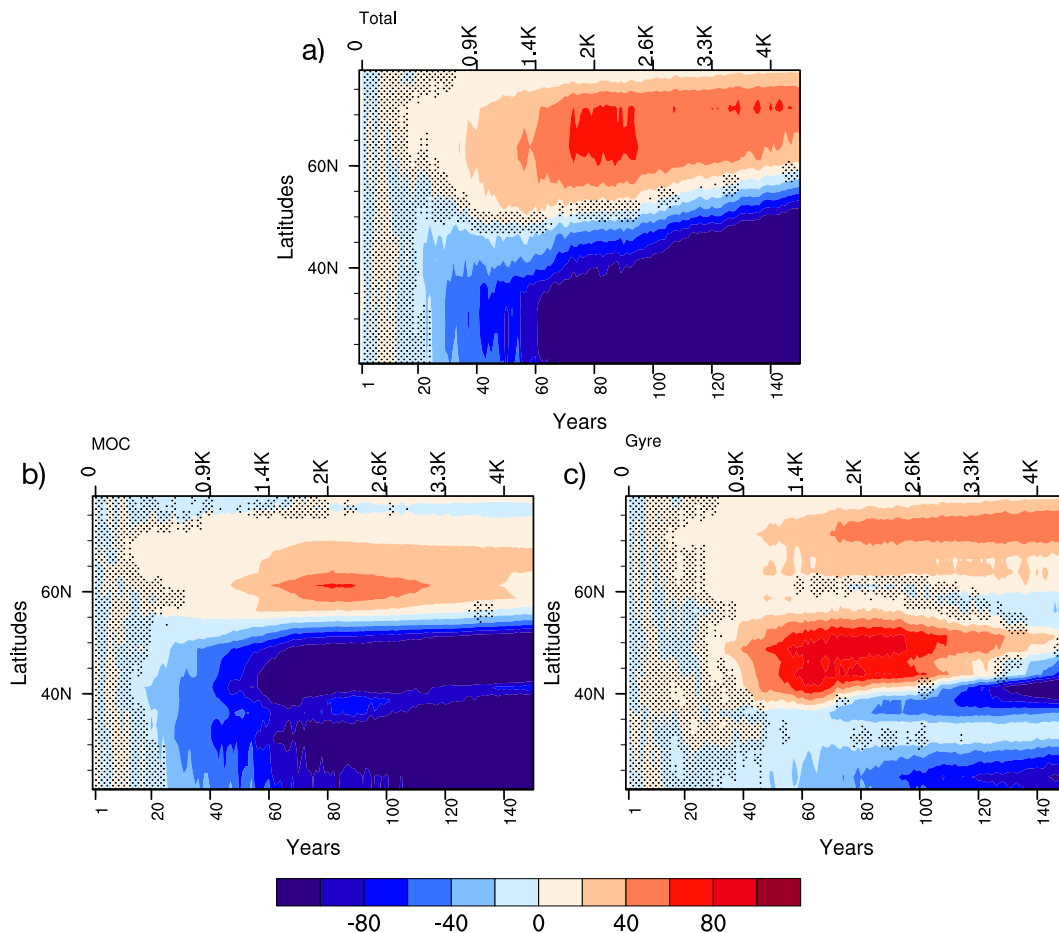 Total
a)
0 0.9K 1.4K 2K 2.6K 3.3K 4K
Latitudes
60N
40N
1 20 40 60 80 100 120 140
Years
MOC
b)
0 0.9K 1.4K 2K 2.6K 3.3K 4K
Latitudes
60N
40N
1 20 40 60 80 100 120 140
Years
Gyre
c)
0 0.9K 1.4K 2K 2.6K 3.3K 4K
Latitudes
60N
40N
1 20 40 60 80 100 120 140
Years
-80 -40 0 40 80